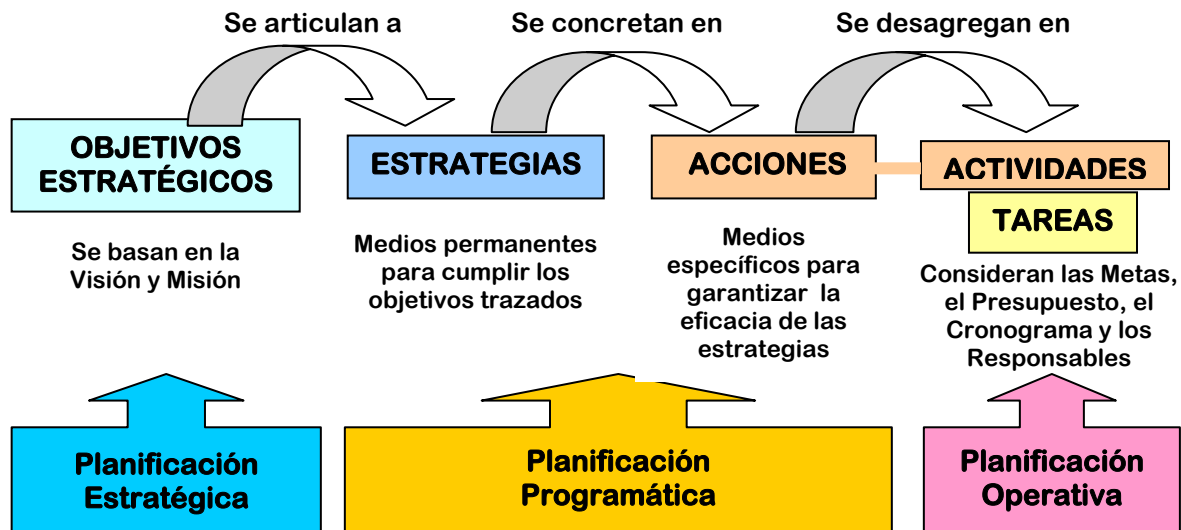 Se articulan a
Se concretan en
Se desagregan en
OBJETIVOS
ESTRATÉGICOS
ESTRATEGIAS
ACCIONES
ACTIVIDADES
TAREAS
Se basan en la
Visión y Misión
Medios permanentes
para cumplir los
objetivos trazados
Medios
específicos para
garantizar la
eficacia de las
estrategias
Consideran las Metas,
el Presupuesto, el
Cronograma y los
Responsables
Planificación
Estratégica
Planificación
Programática
Planificación
Operativa